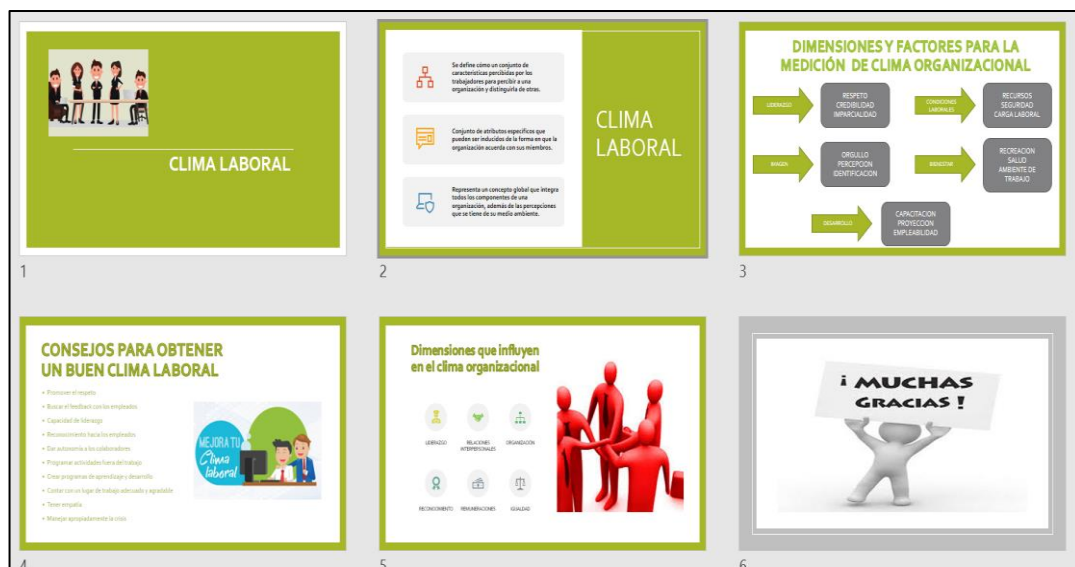 CLIMA LABORAL
1
Se define cómo un conjunto de
características percibidas por los
trabajadores para percibir a una
organización y distinguirla de otras.
Conjunto de atributos específicos que
pueden ser inducidos de la forma en que la
organización acuerda con sus miembros.
Representa un concepto global que integra
todos los componentes de una
organización, además de las percepciones
que se tiene de su medio ambiente.
CLIMA
LABORAL
2
DIMENSIONES Y FACTORES PARA LA
MEDICIÓN DE CLIMA ORGANIZACIONAL
LIDERAZGO
RESPETO
CREDIBILIDAD
IMPARCIALIDAD
CONDICIONES
LABORALES
RECURSOS
SEGURIDAD
CARGA LABORAL
IMAGEN
ORGULLO
PERCEPCION
IDENTIFICACION
BIENESTAR
RECREACION
SALUD
AMBIENTE DE
TRABAJO
DESARROLLO
CAPACITACION
PROYECCION
EMPLEABILIDAD
3
CONSEJOS PARA OBTENER
UN BUEN CLIMA LABORAL
Promover el respeto
Buscar el feedback con los empleados
Capacidad de liderazgo
Reconocimiento hacia los empleados
Dar autonomía a los colaboradores
Programar actividades fuera del trabajo
Crear programas de aprendizaje y desarrollo
Contar con un lugar de trabajo adecuado y agradable
Tener empatía
Manejar apropiadamente la crisis
MEJORA TU
Clima
laboral
4
Dimensiones que influyen
en el clima organizacional
LIDERAZGO
RELACIONES
INTERPERSONALES
ORGANIZACIÓN
RECONOCIMIENTO
REMUNERACIONES
IGUALDAD
5
¡ MUCHAS
GRACIAS !
6